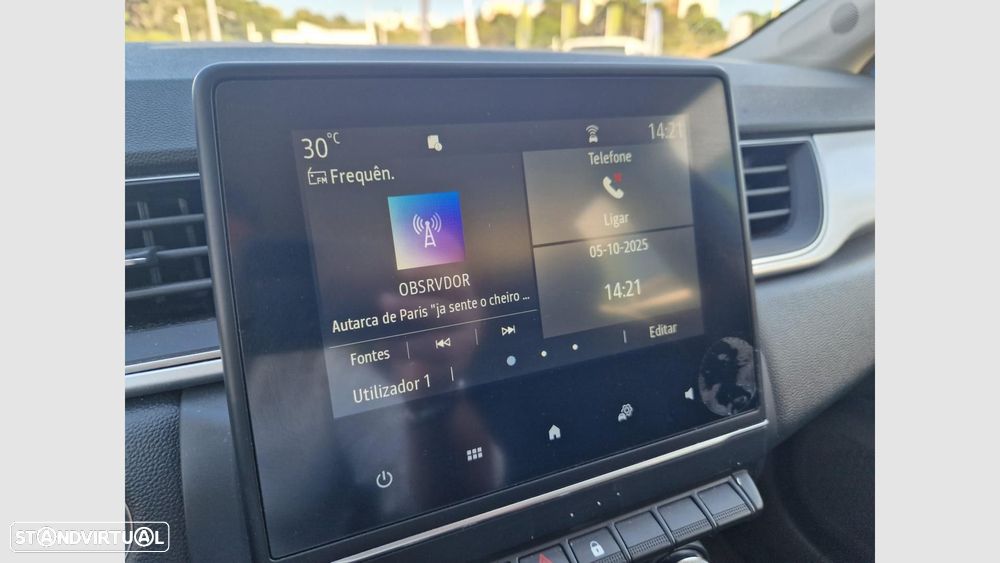 30°C
14:21
FM Frequên.
Telefone
Ligar
OBSRVDOR
Autarca de Paris "ja sente o cheiro ...
05-10-2025
14:21
Fontes
Editar
Utilizador 1
STANDVIRTUAL